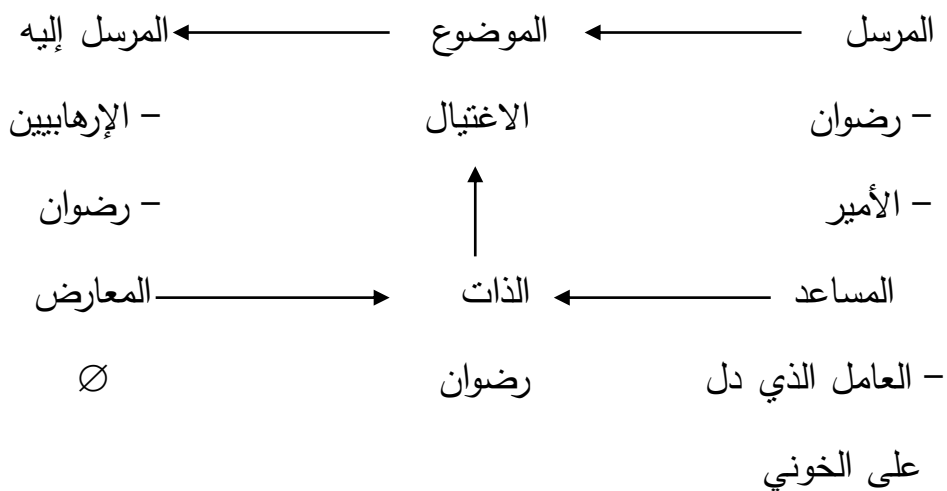 المرسل الموضوع المرسل إليه
– رضوان الاغتيال – الإرهابيين
– الأمير – رضوان
المساعد الذات المعارض
– العامل الذي دل رضوان ∅
على الخوني